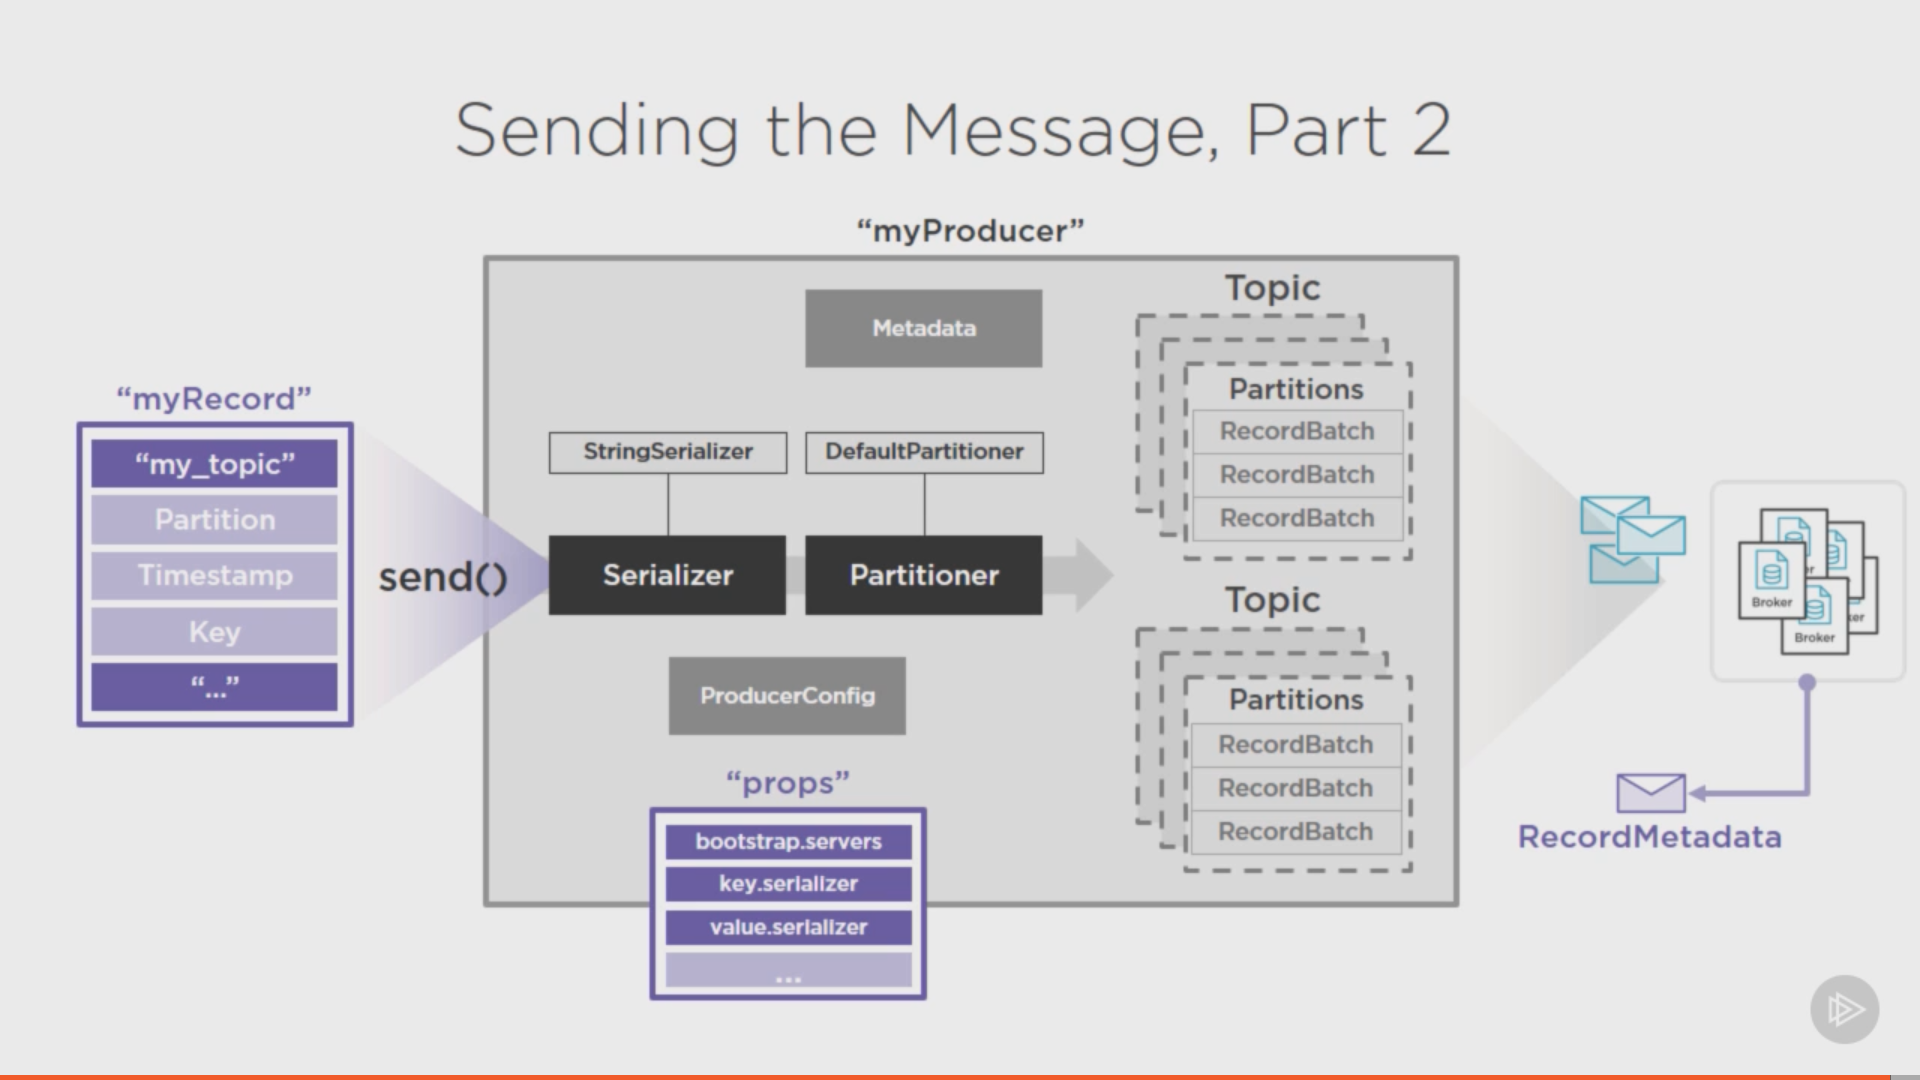 Sending the Message, Part 2
“myProducer”
“myRecord”
“my_topic”
Partition
Timestamp
Key
“...”
send()
Metadata
StringSerializer
DefaultPartitioner
Serializer
Partitioner
ProducerConfig
“props”
bootstrap.servers
key.serializer
value.serializer
...
Topic
Partitions
RecordBatch
RecordBatch
RecordBatch
Topic
Partitions
RecordBatch
RecordBatch
RecordBatch
Broker
Broker
RecordMetadata